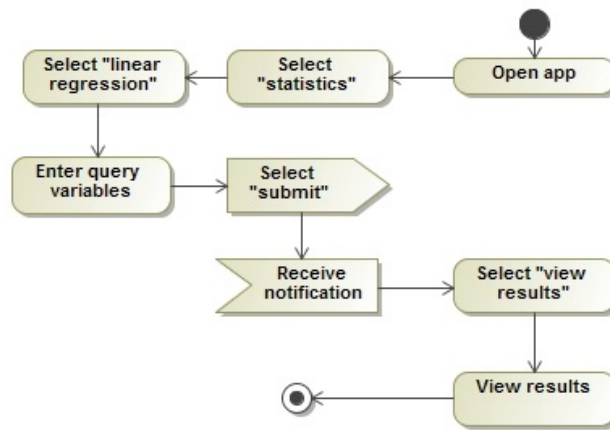 Open app
Select
"statistics"
Select "linear
regression"
Enter query
variables
Select
"submit"
Receive
notification
Select "view
results"
View results